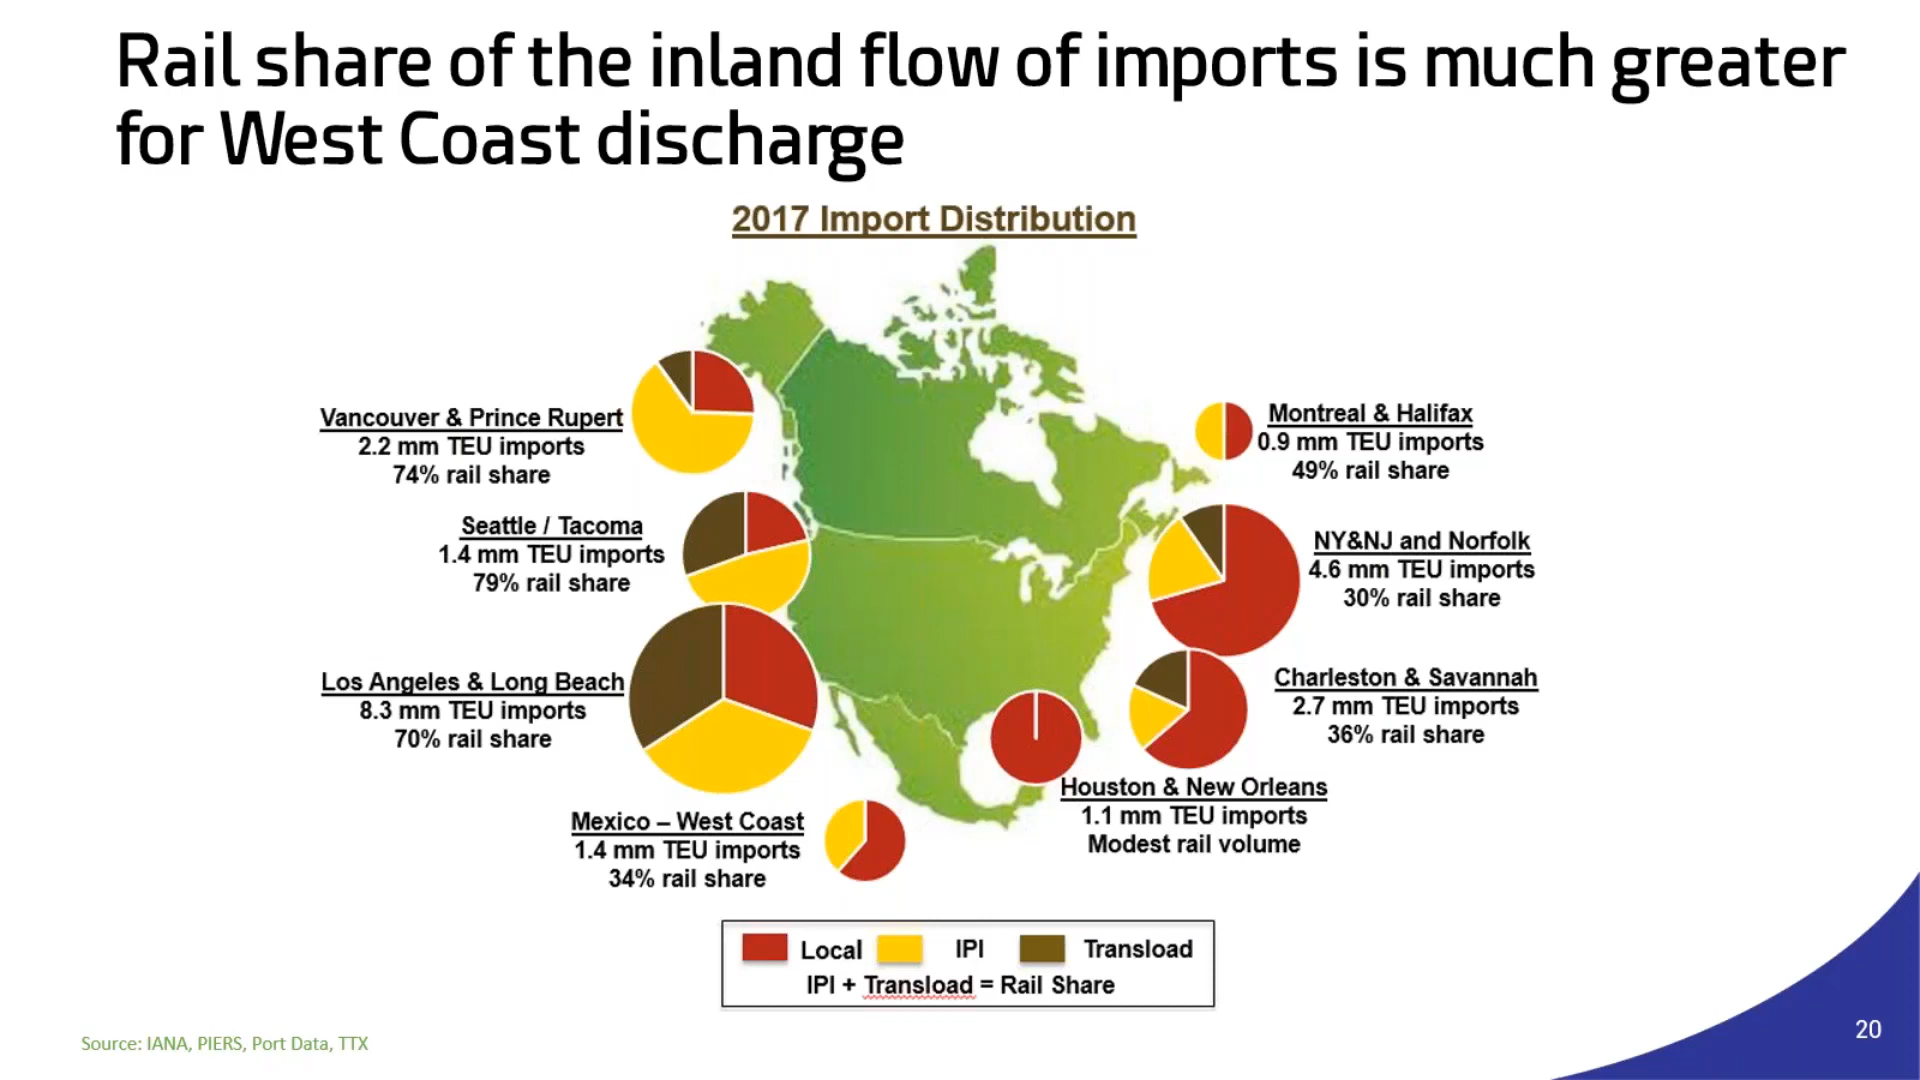 Rail share of the inland flow of imports is much greater
for West Coast discharge
2017 Import Distribution
Vancouver & Prince Rupert
2.2 mm TEU imports
74% rail share
Seattle / Tacoma
1.4 mm TEU imports
79% rail share
Los Angeles & Long Beach
8.3 mm TEU imports
70% rail share
Mexico – West Coast
1.4 mm TEU imports
34% rail share
Montreal & Halifax
0.9 mm TEU imports
49% rail share
NY&NJ and Norfolk
4.6 mm TEU imports
30% rail share
Charleston & Savannah
2.7 mm TEU imports
36% rail share
Houston & New Orleans
1.1 mm TEU imports
Modest rail volume
Local IPI Transload
IPI + Transload = Rail Share
Source: IANA, PIERS, Port Data, TTX
20